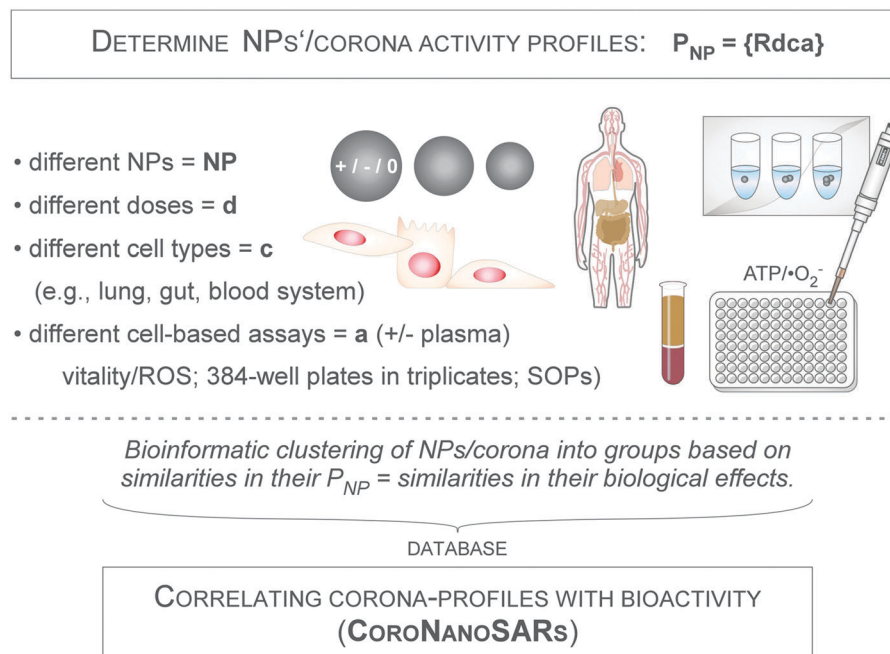 DETERMINE NPS‘/CORONA ACTIVITY PROFILES: P_NP = {Rdca}
• different NPs = NP
+ / - / 0
• different doses = d
• different cell types = c
(e.g., lung, gut, blood system)
ATP/•O₂⁻
• different cell-based assays = a (+/- plasma)
vitality/ROS; 384-well plates in triplicates; SOPs)
Bioinformatic clustering of NPs/corona into groups based on
similarities in their P_NP = similarities in their biological effects.
DATABASE
CORRELATING CORONA-PROFILES WITH BIOACTIVITY
(CORONANOSARS)